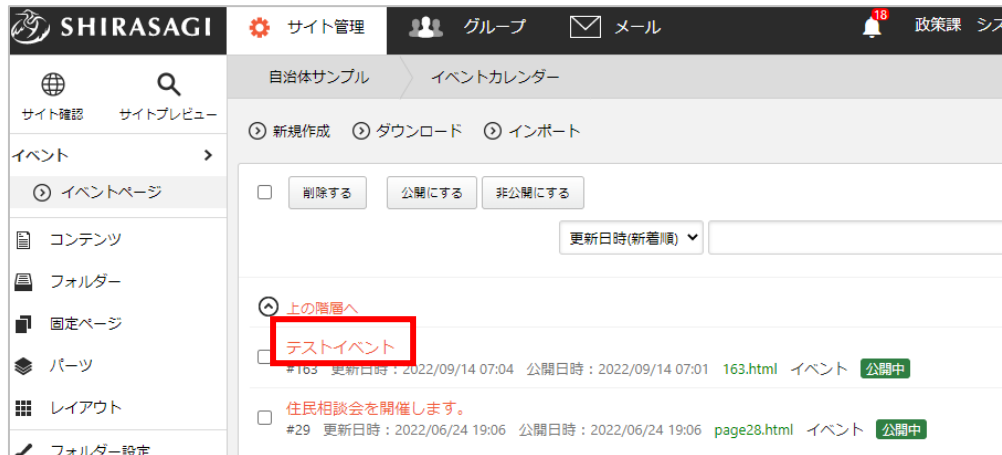 SHIRASAGI サイト管理 グループ メール 18 政策課
サイト確認 サイトプレビュー
自治体サンプル イベントカレンダー
新規作成 ダウンロード インポート
イベント
イベントページ
コンテンツ
フォルダー
固定ページ
パーツ
レイアウト
フォルダー設定
削除する 公開にする 非公開にする
更新日時(新着順)
上の階層へ
テストイベント
#163 更新日時:2022/09/14 07:04 公開日時:2022/09/14 07:01 163.html イベント 公開中
住民相談会を開催します。
#29 更新日時:2022/06/24 19:06 公開日時:2022/06/24 19:06 page28.html イベント 公開中